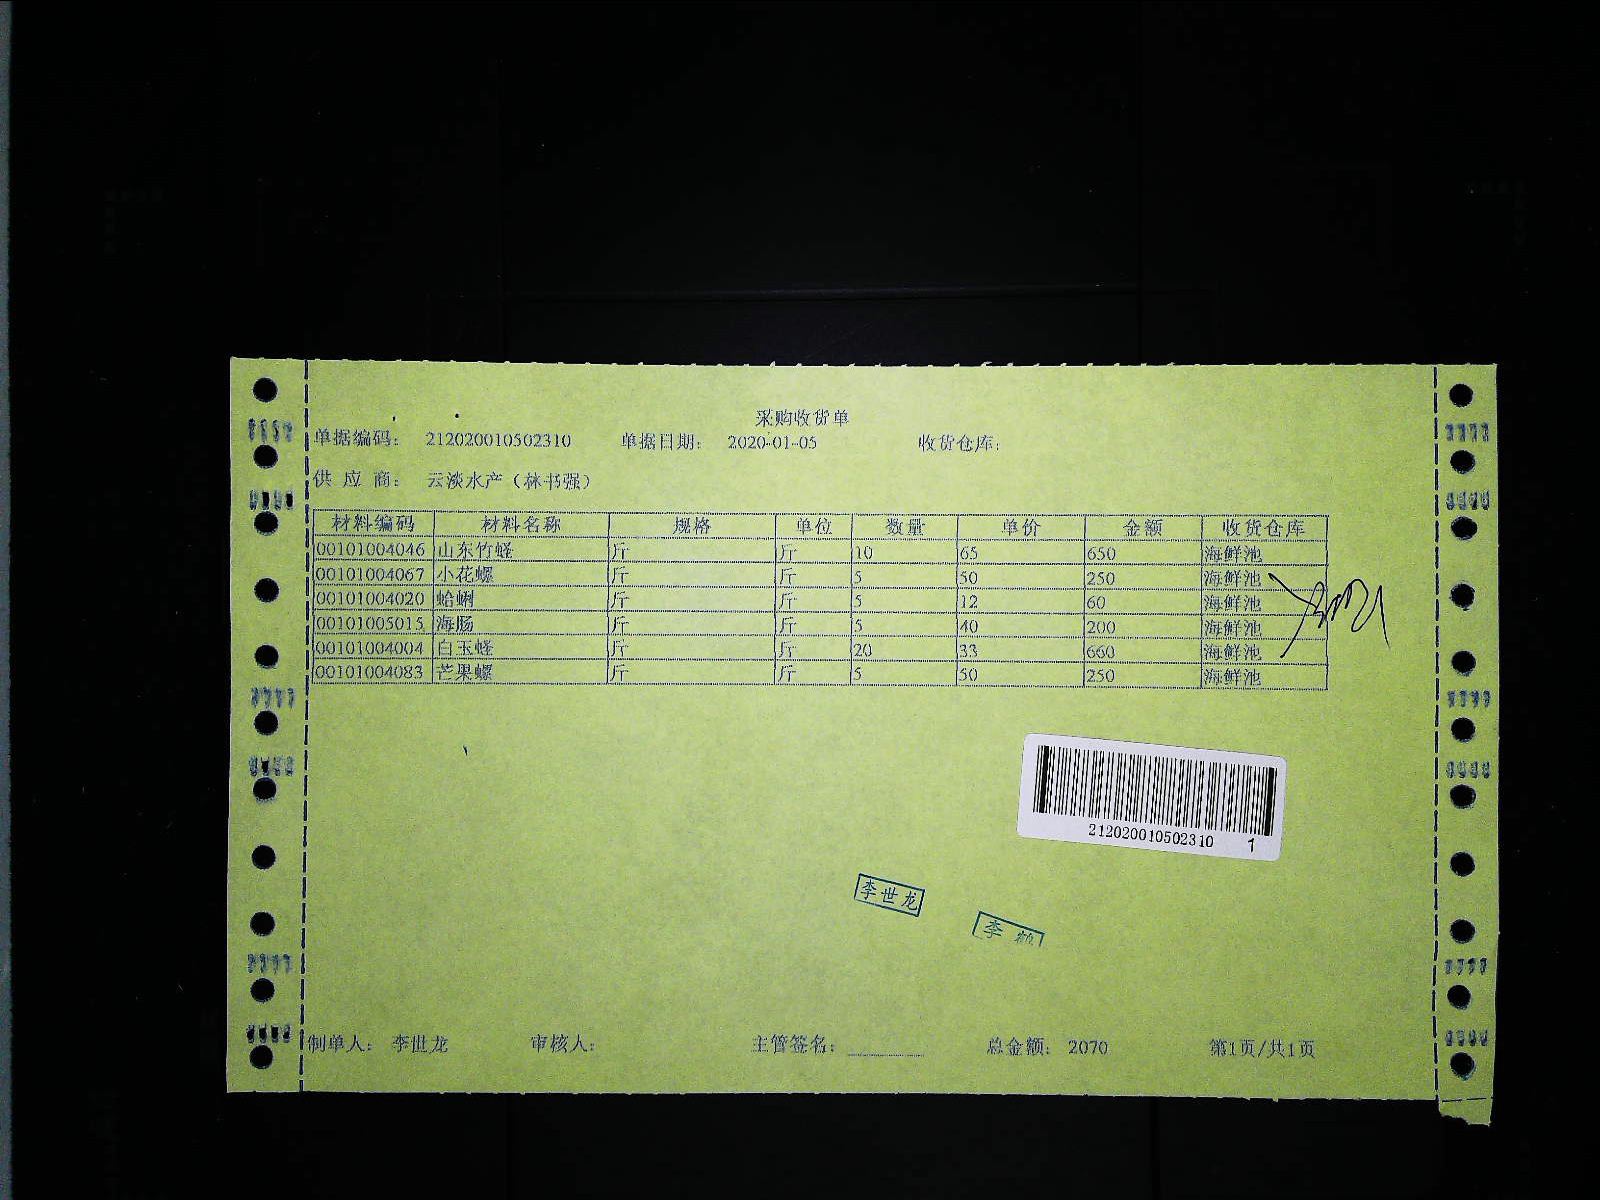 采购收货单
单据编码: 212020010502310 单据日期: 2020-01-05 收货仓库:
供应商: 云淡水产（林书强）
材料编码 材料名称 规格 单位 数量 单价 金额 收货仓库
00101004046 山东竹蛏 斤 斤 10 65 650 海鲜池
00101004067 小花螺 斤 斤 5 50 250 海鲜池
00101004020 蛤蜊 斤 斤 5 12 60 海鲜池
00101005015 海肠 斤 斤 5 40 200 海鲜池
00101004004 白玉蛏 斤 斤 20 33 660 海鲜池
00101004083 芒果螺 斤 斤 5 50 250 海鲜池
212020010502310 1
李世龙
李
制单人: 李世龙 审核人: 主管签名: 总金额: 2070 第1页/共1页